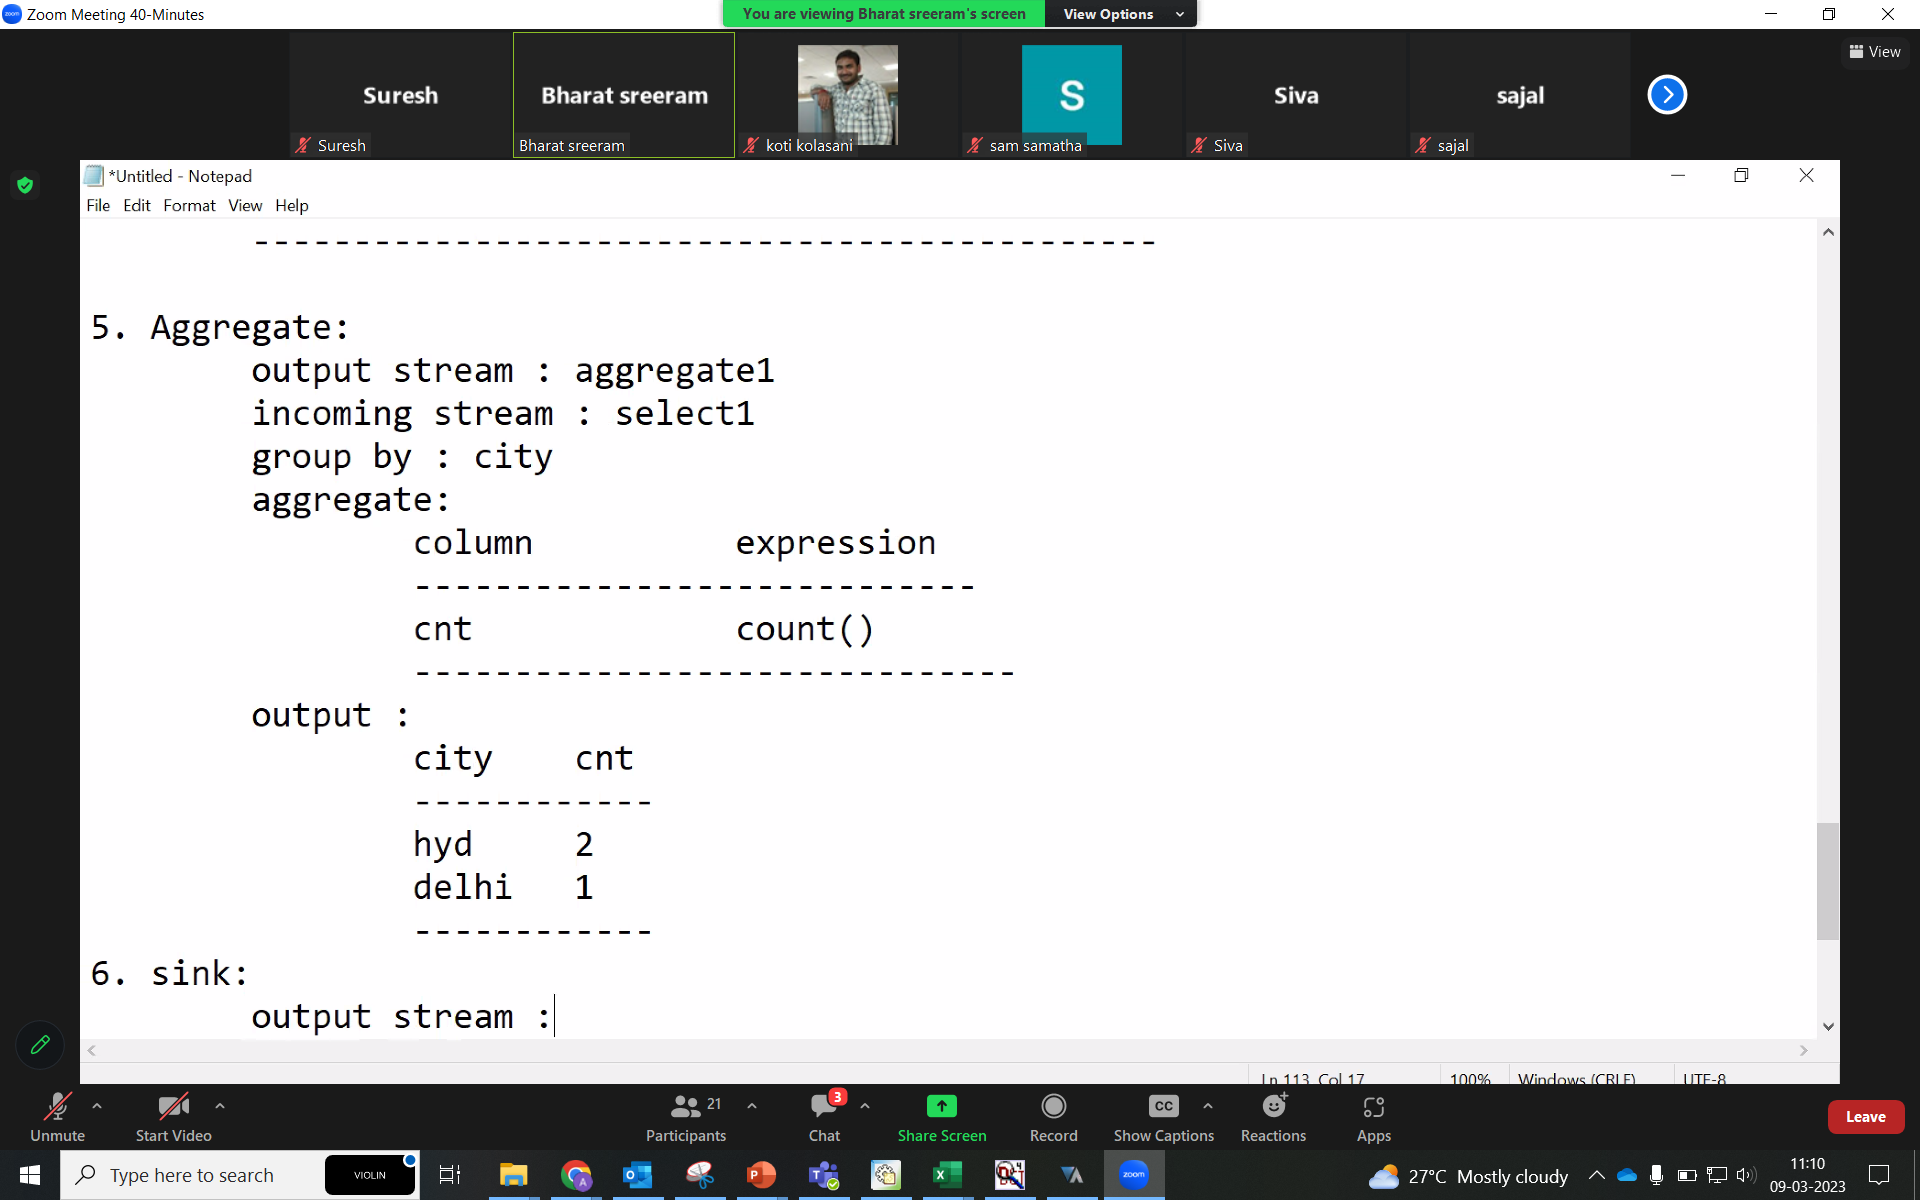 Zoom Meeting 40-Minutes
You are viewing Bharat sreeram's screen
View Options
View
Suresh
Bharat sreeram
S
Siva
sajal
Suresh
Bharat sreeram
koti kolasani
sam samatha
Siva
sajal
*Untitled - Notepad
File Edit Format View Help
---------------------------------------------
5. Aggregate:
output stream : aggregate1
incoming stream : select1
group by : city
aggregate:
column expression
----------------------------
cnt count()
------------------------------
output :
city cnt
------------
hyd 2
delhi 1
------------
6. sink:
output stream :
Ln 113, Col 17 100% Windows (CRLF) UTF-8
Unmute
Start Video
21
Participants
3
Chat
Share Screen
Record
CC
Show Captions
Reactions
Apps
Leave
Type here to search
VIOLIN
zoom
27°C Mostly cloudy
11:10
09-03-2023